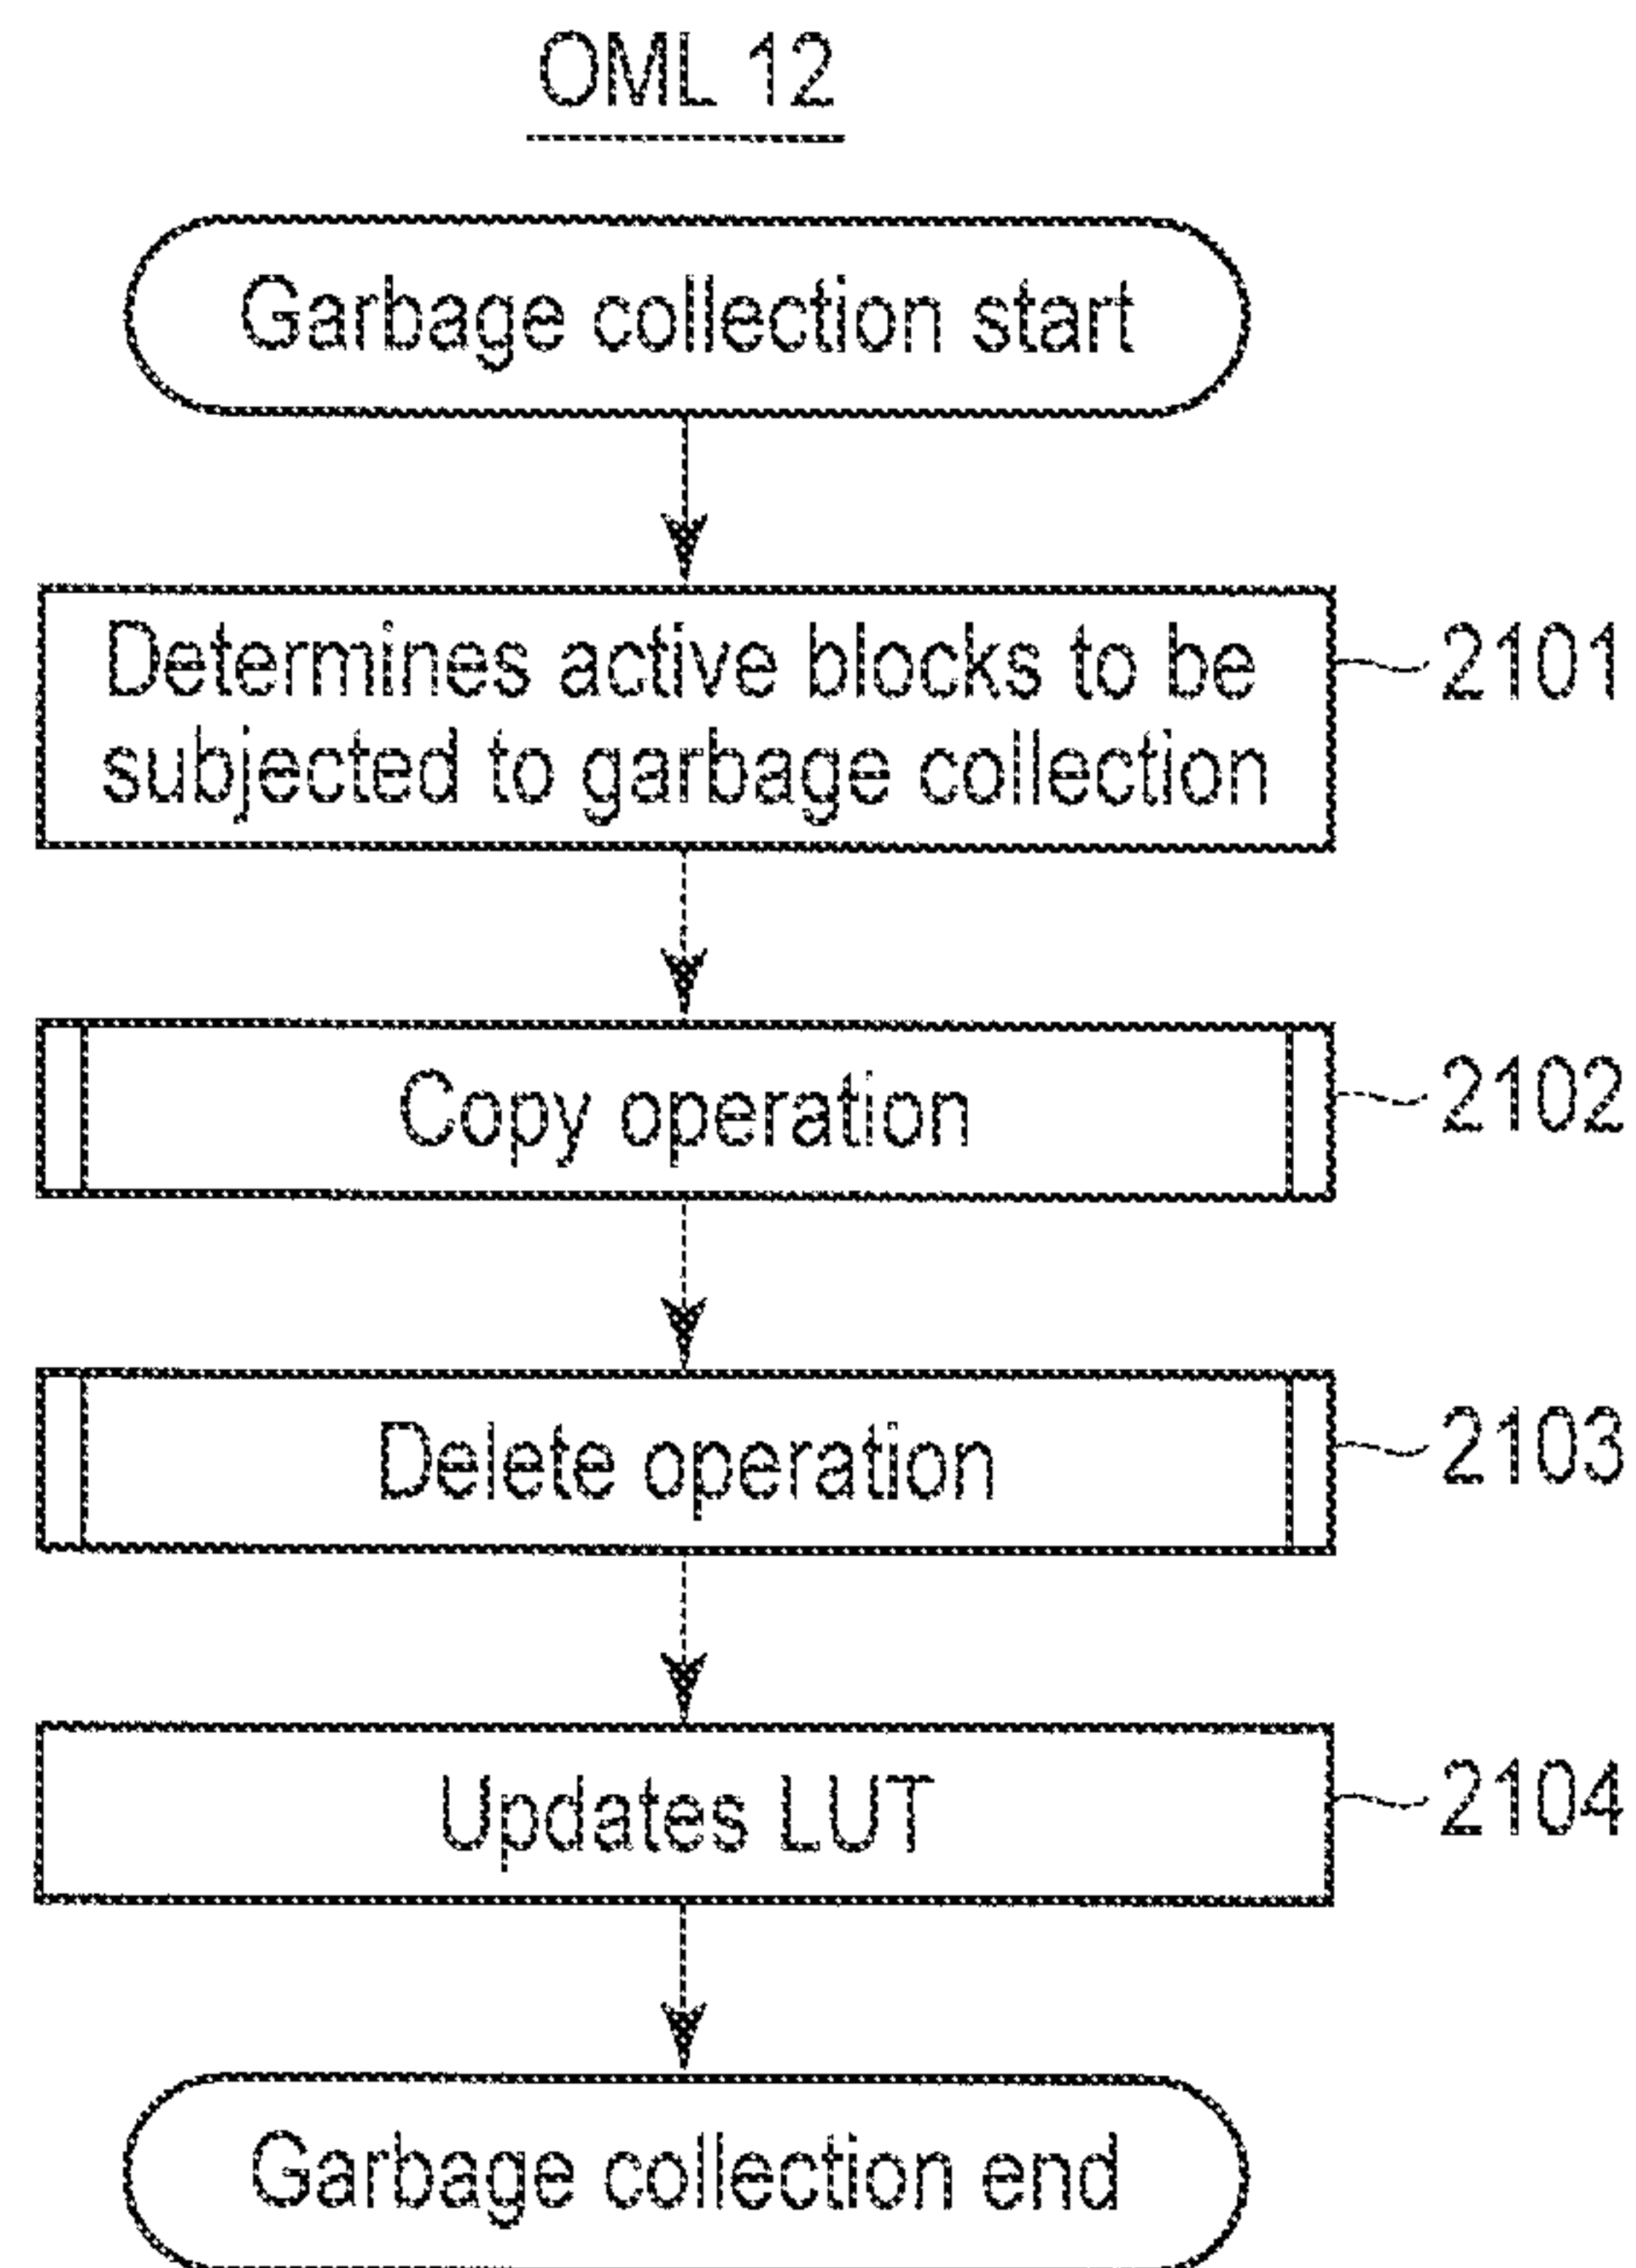 OML 12
Garbage collection start
Determines active blocks to be
subjected to garbage collection
2101
Copy operation
2102
Delete operation
2103
Updates LUT
2104
Garbage collection end